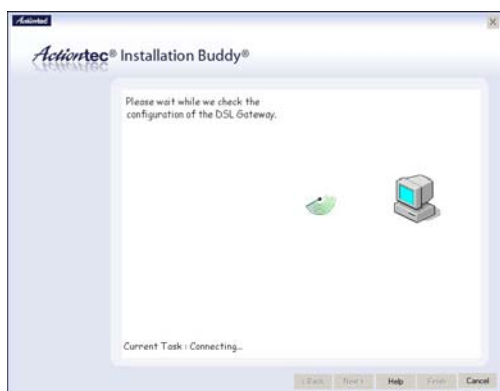 Actiontec
Actiontec® Installation Buddy®
Please wait while we check the
configuration of the DSL Gateway.
Current Task : Connecting...
< Back Next > Help Finish Cancel